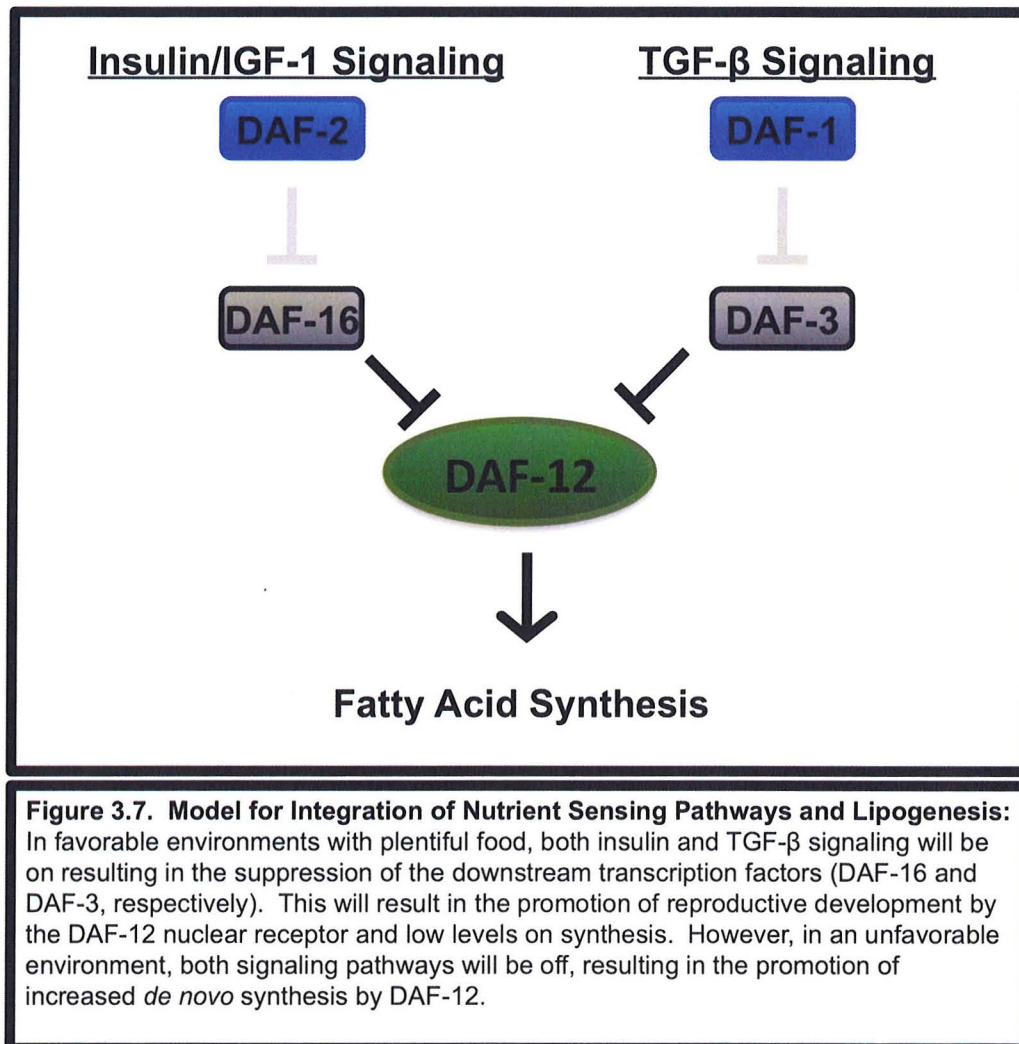 Insulin/IGF-1 Signaling TGF-β Signaling
DAF-2 DAF-1
DAF-16 DAF-3
DAF-12
Fatty Acid Synthesis
Figure 3.7. Model for Integration of Nutrient Sensing Pathways and Lipogenesis:
In favorable environments with plentiful food, both insulin and TGF-β signaling will be
on resulting in the suppression of the downstream transcription factors (DAF-16 and
DAF-3, respectively). This will result in the promotion of reproductive development by
the DAF-12 nuclear receptor and low levels on synthesis. However, in an unfavorable
environment, both signaling pathways will be off, resulting in the promotion of
increased de novo synthesis by DAF-12.